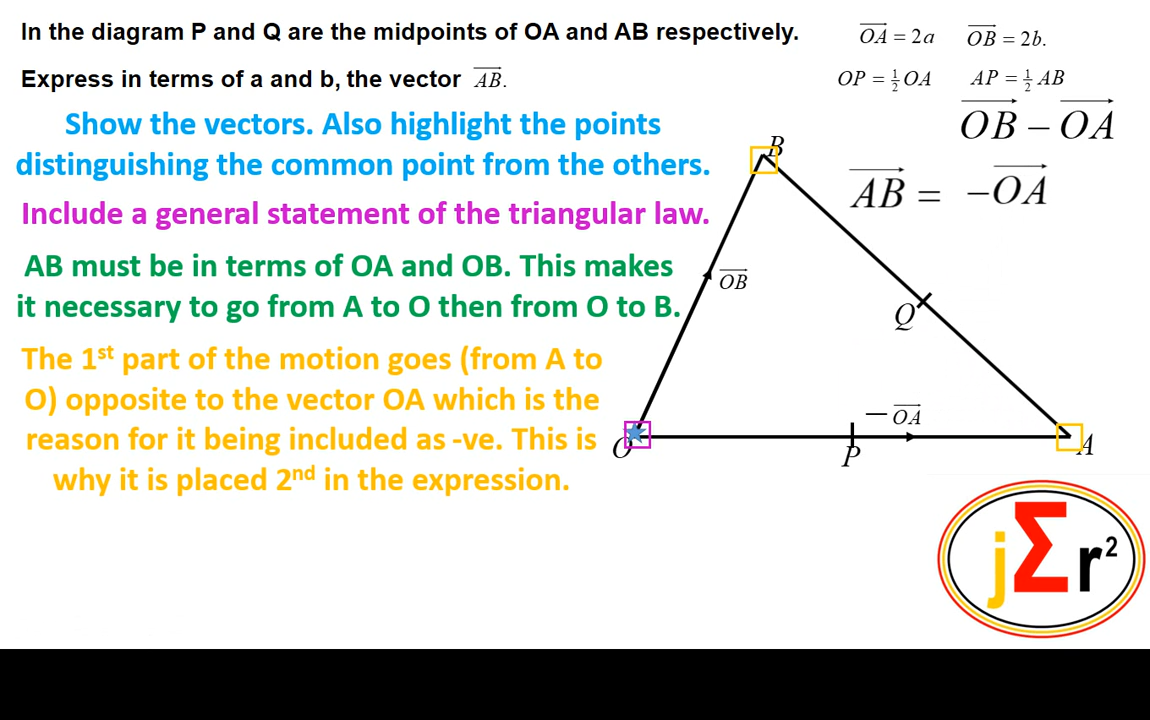 In the diagram P and Q are the midpoints of OA and AB respectively.
OA = 2a OB = 2b.
Express in terms of a and b, the vector AB.
OP = ½ OA AP = ½ AB
Show the vectors. Also highlight the points
distinguishing the common point from the others.
OB − OA
AB = −OA
Include a general statement of the triangular law.
AB must be in terms of OA and OB. This makes
it necessary to go from A to O then from O to B.
The 1st part of the motion goes (from A to
O) opposite to the vector OA which is the
reason for it being included as -ve. This is
why it is placed 2nd in the expression.
B
OB
Q
− OA
O
P
A
jΣr²